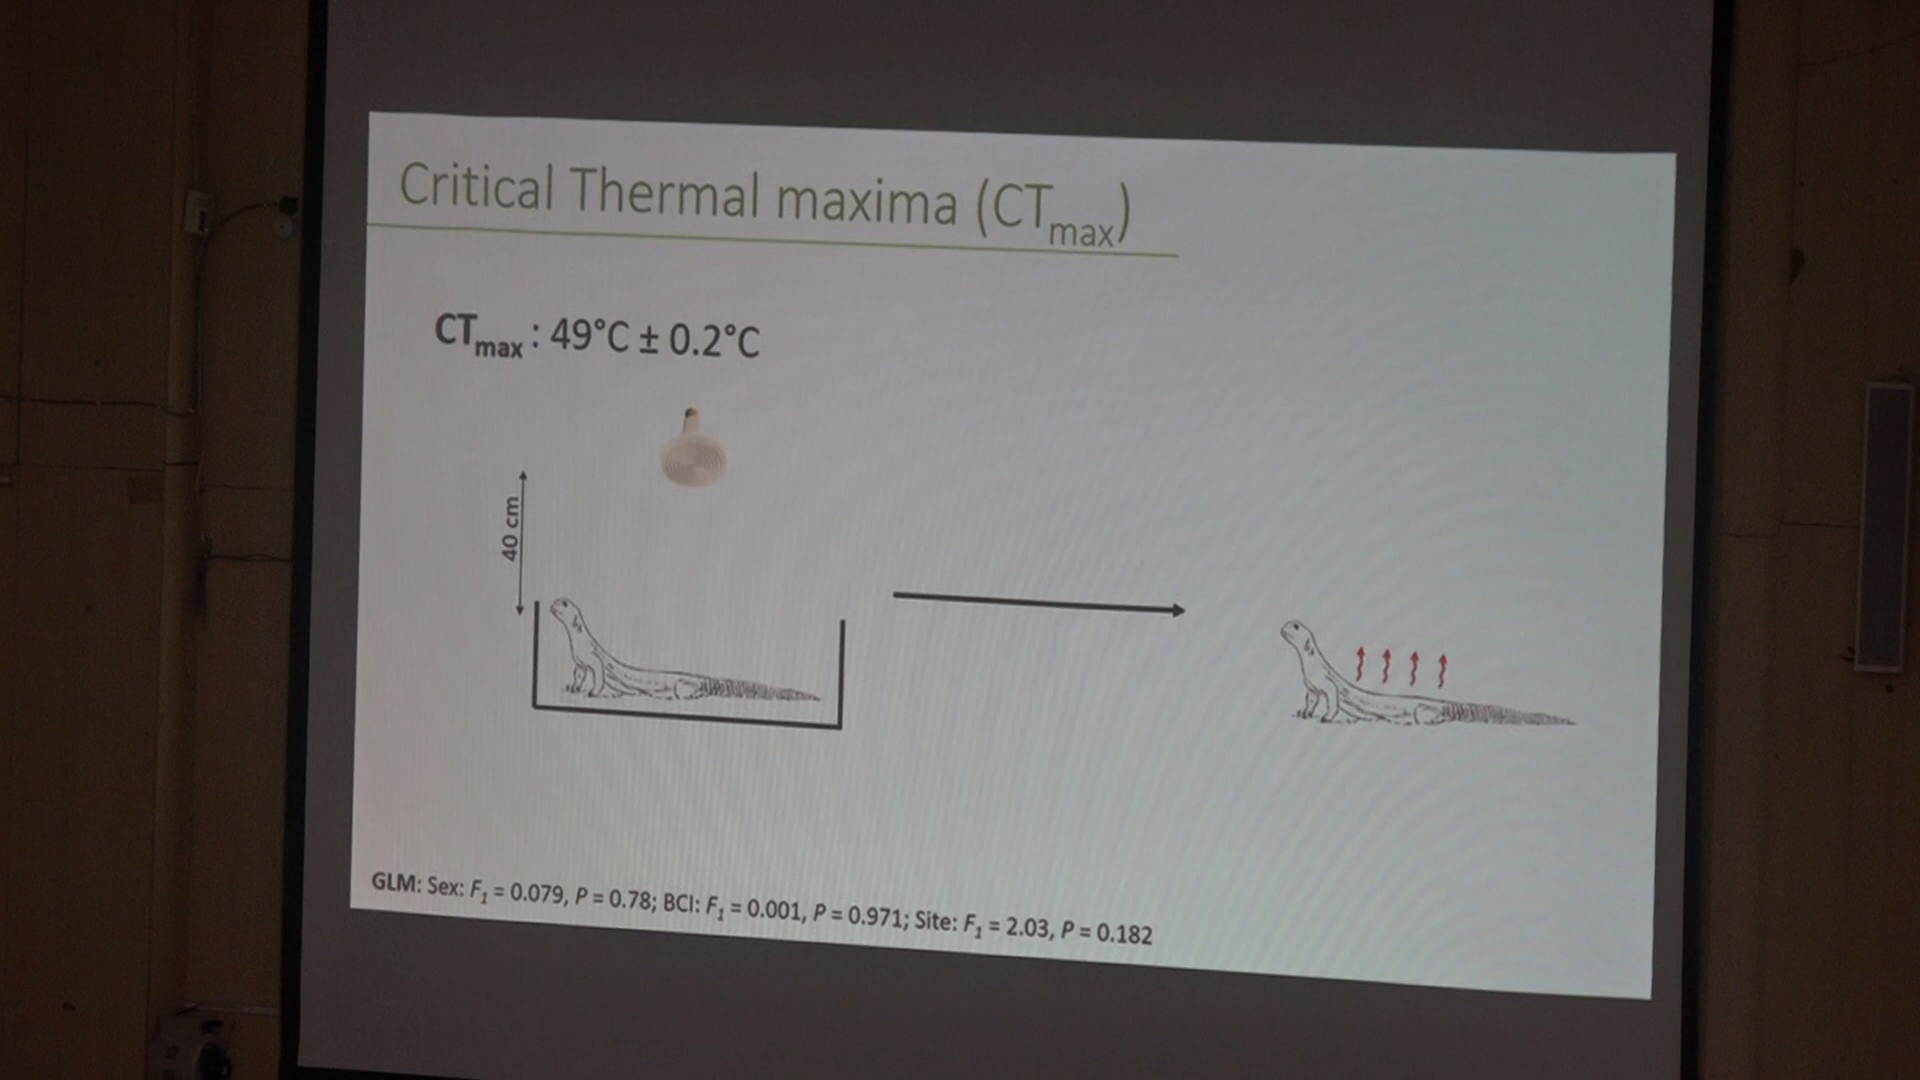 Critical Thermal maxima (CTmax)
CTmax : 49°C ± 0.2°C
40 cm
GLM: Sex: F1 = 0.079, P = 0.78; BCI: F1 = 0.001, P = 0.971; Site: F1 = 2.03, P = 0.182